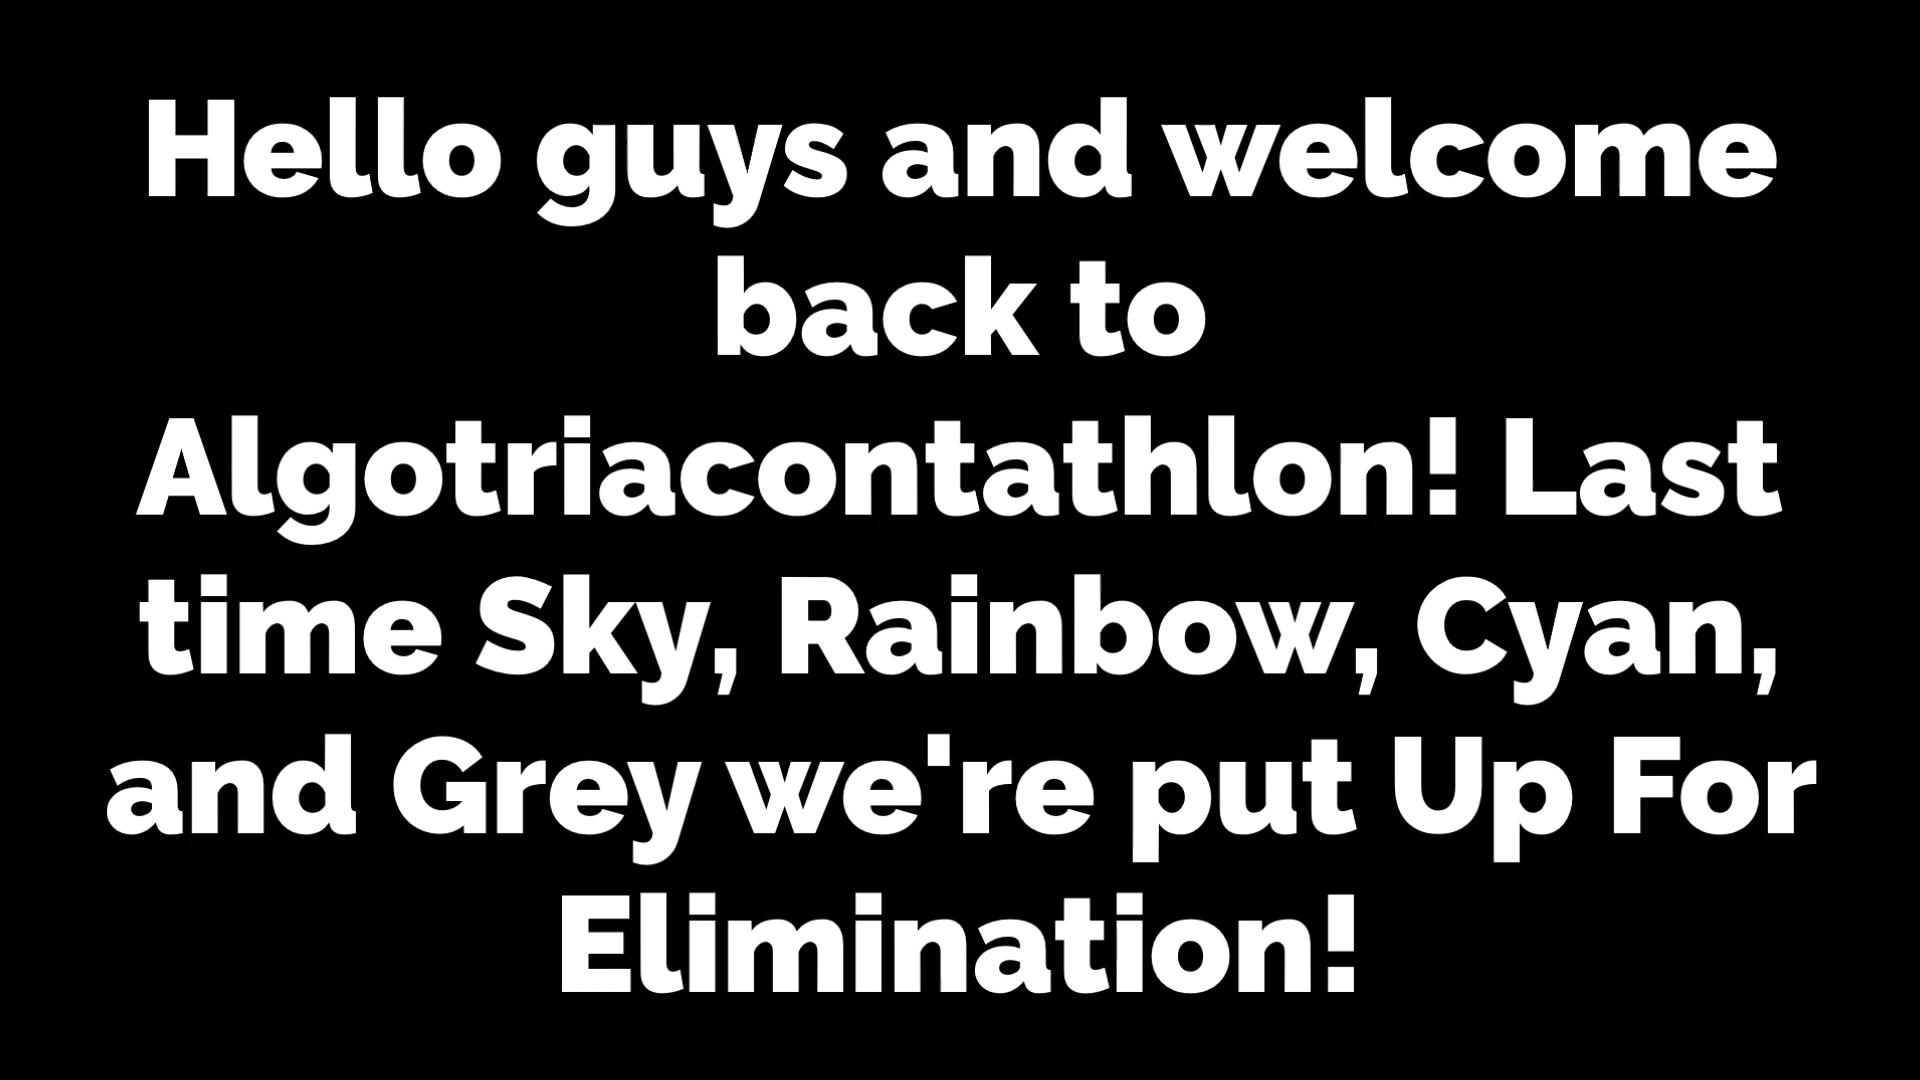 Hello guys and welcome
back to
Algotriacontathlon! Last
time Sky, Rainbow, Cyan,
and Grey we're put Up For
Elimination!